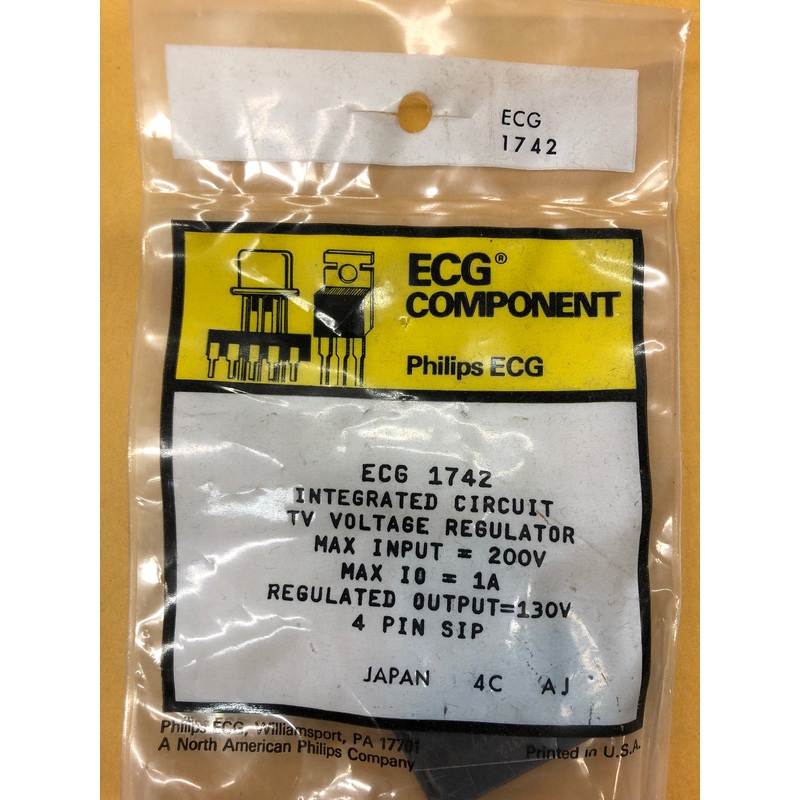 ECG
1742
ECG®
COMPONENT
Philips ECG
ECG 1742
INTEGRATED CIRCUIT
TV VOLTAGE REGULATOR
MAX INPUT = 200V
MAX IO = 1A
REGULATED OUTPUT=130V
4 PIN SIP
JAPAN 4C AJ
Philips ECG, Williamsport, PA 17701
A North American Philips Company
Printed in U.S.A.